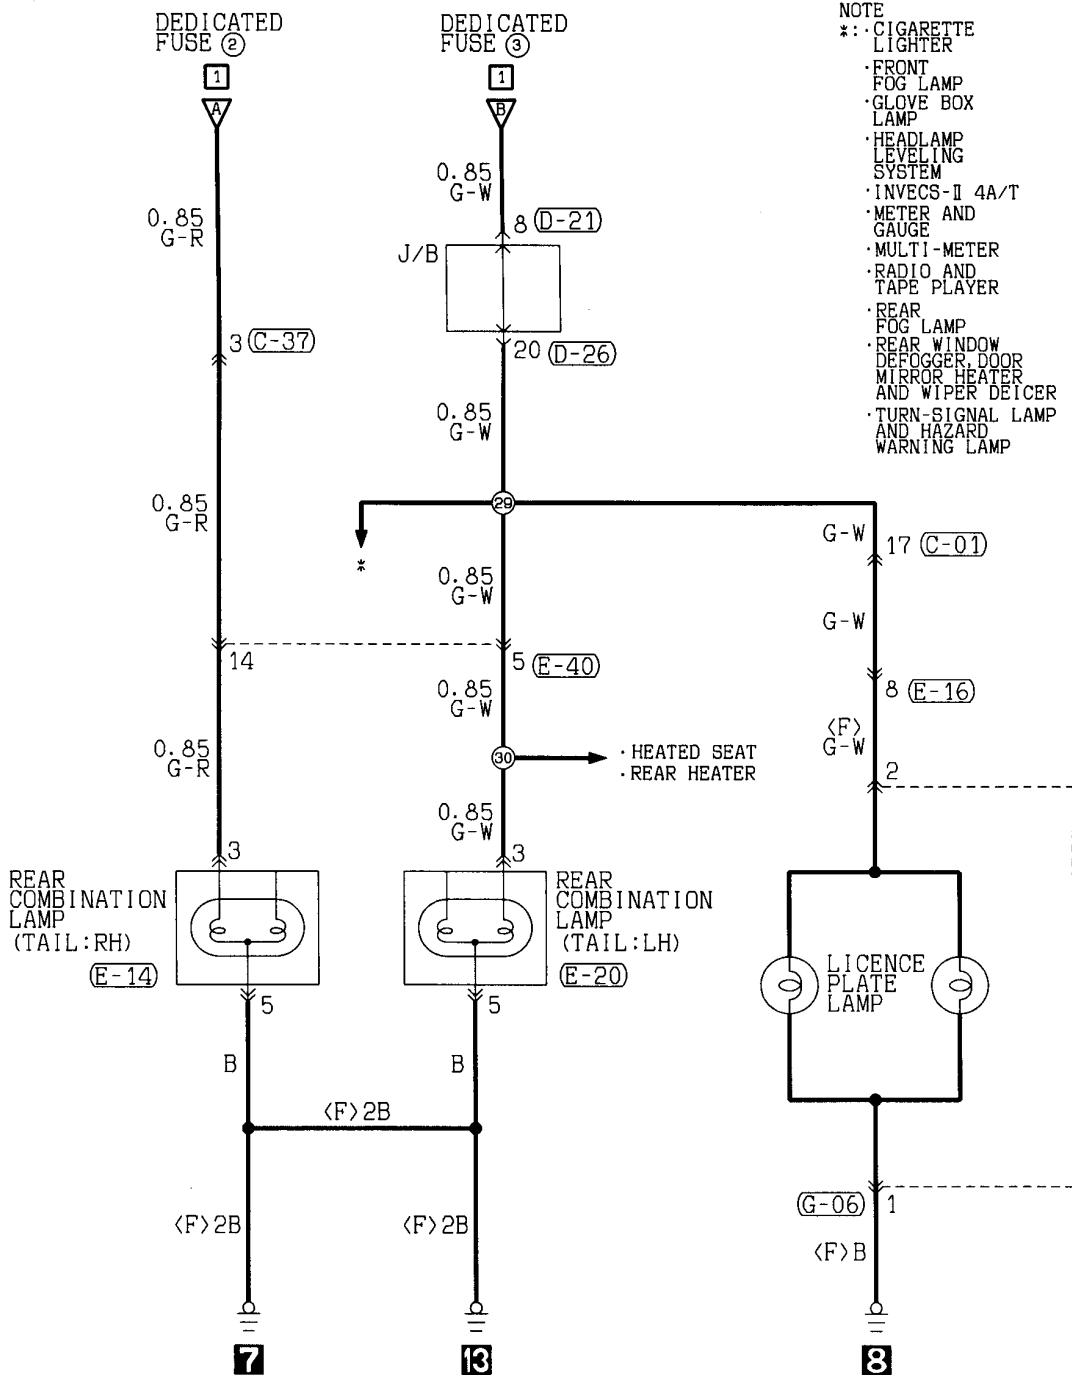 DEDICATED
FUSE ②
1
A
DEDICATED
FUSE ③
1
B
NOTE
*:·CIGARETTE
LIGHTER
·FRONT
FOG LAMP
·GLOVE BOX
LAMP
·HEADLAMP
LEVELING
SYSTEM
·INVECS-Ⅱ 4A/T
·METER AND
GAUGE
·MULTI-METER
·RADIO AND
TAPE PLAYER
·REAR
FOG LAMP
·REAR WINDOW
DEFOGGER, DOOR
MIRROR HEATER
AND WIPER DEICER
·TURN-SIGNAL LAMP
AND HAZARD
WARNING LAMP
0.85
G-W
0.85
G-R
8 D-21
J/B
3 C-37
20 D-26
0.85
G-W
0.85
G-R
29
*
G-W
17 C-01
0.85
G-W
G-W
14
5 E-40
0.85
G-W
8 E-16
<F>
G-W
0.85
G-R
30
·HEATED SEAT
·REAR HEATER
2
0.85
G-W
3
3
REAR
COMBINATION
LAMP
(TAIL:RH)
E-14
REAR
COMBINATION
LAMP
(TAIL:LH)
E-20
LICENCE
PLATE
LAMP
5
5
B
B
<F>2B
<F>2B
<F>2B
G-06 1
<F>B
7
13
8